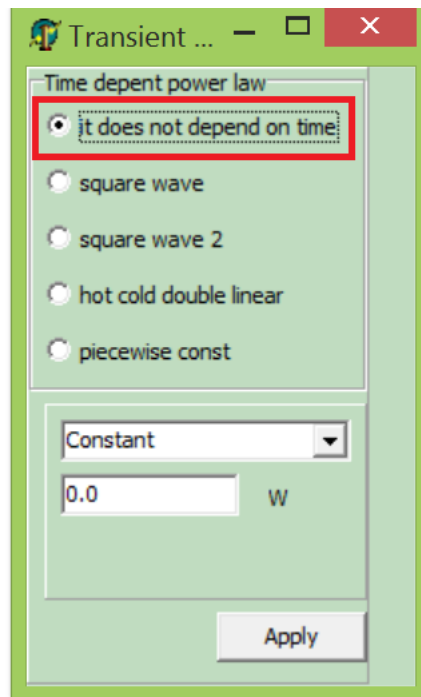 Transient ...
Time depent power law
it does not depend on time
square wave
square wave 2
hot cold double linear
piecewise const
Constant
0.0 W
Apply